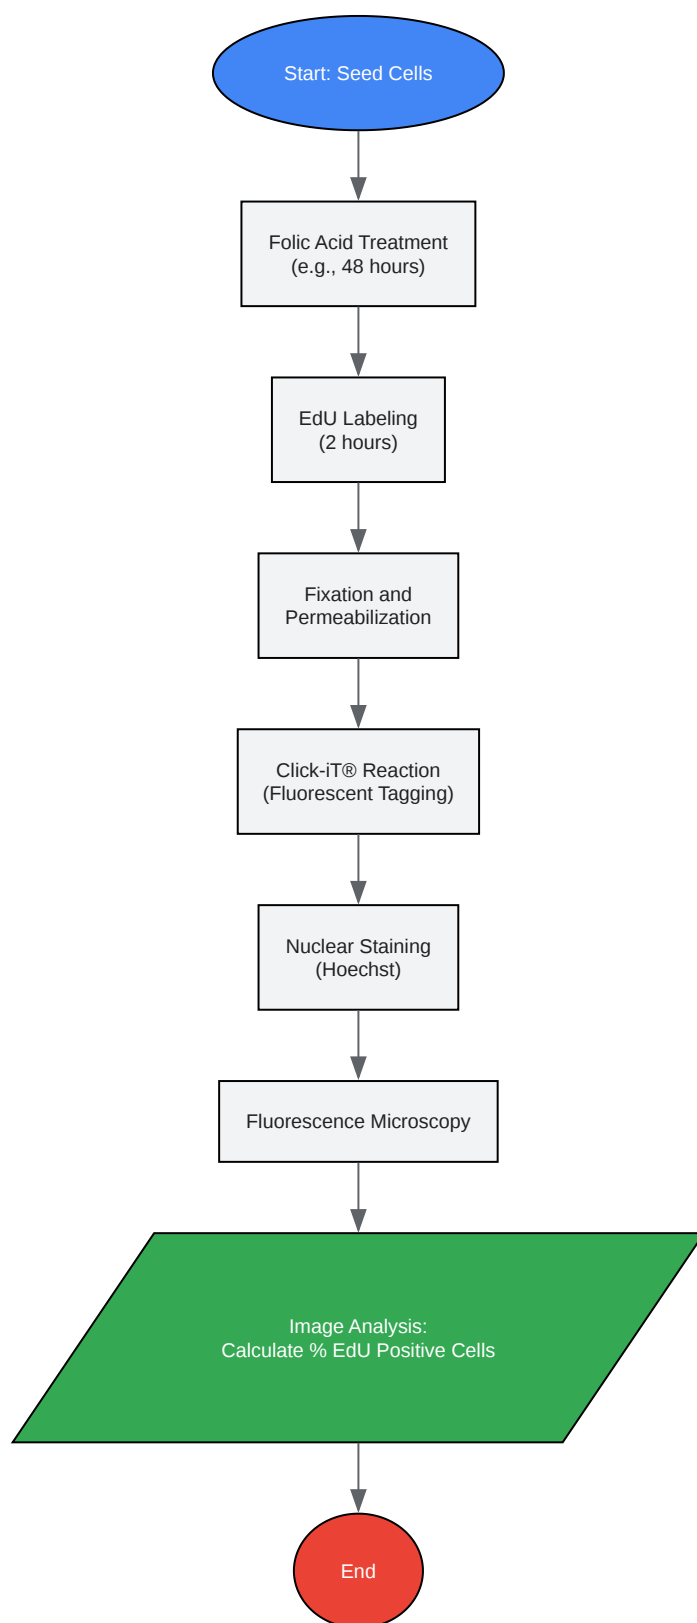 Start: Seed Cells
Folic Acid Treatment
(e.g., 48 hours)
EdU Labeling
(2 hours)
Fixation and
Permeabilization
Click-iT® Reaction
(Fluorescent Tagging)
Nuclear Staining
(Hoechst)
Fluorescence Microscopy
Image Analysis:
Calculate % EdU Positive Cells
End